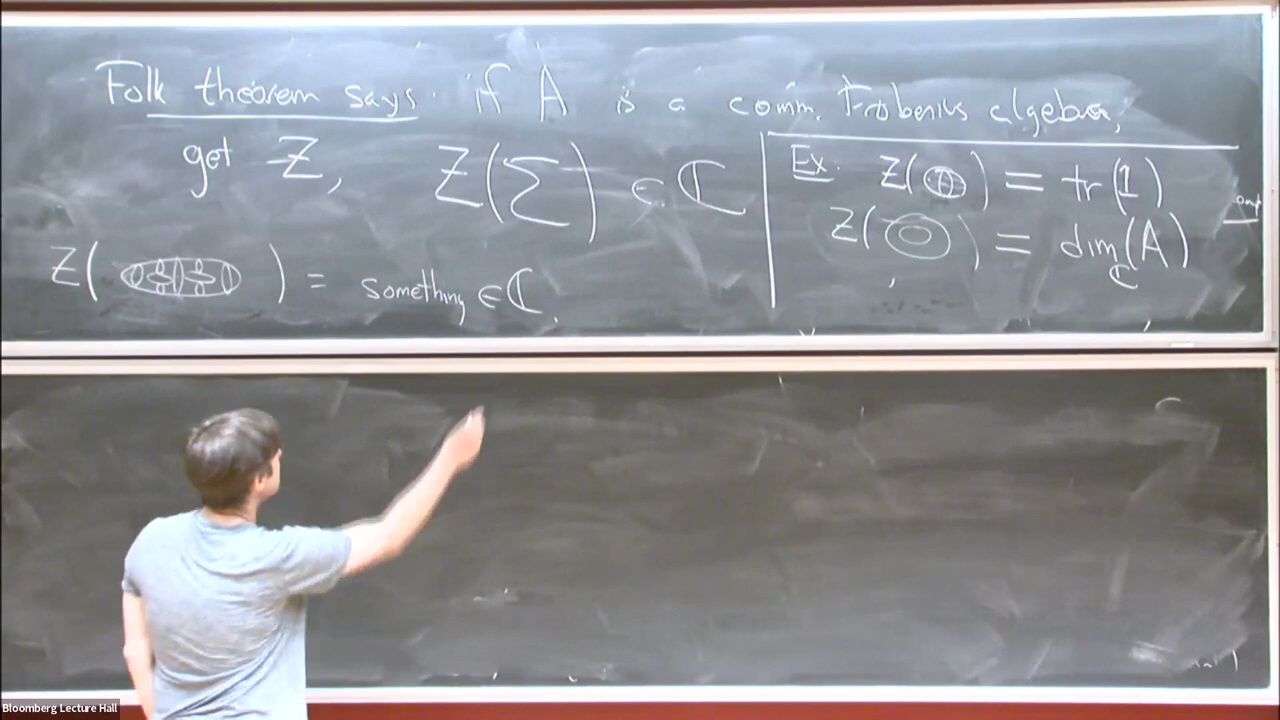 Folk theorem says: if A is a comm. Frobenius algebra,
get Z, Z(Σ) ∈ ℂ
Ex: Z( ) = tr(1)
Z( ) = dim_ℂ(A)
Z( ) = something ∈ ℂ.
Bloomberg Lecture Hall